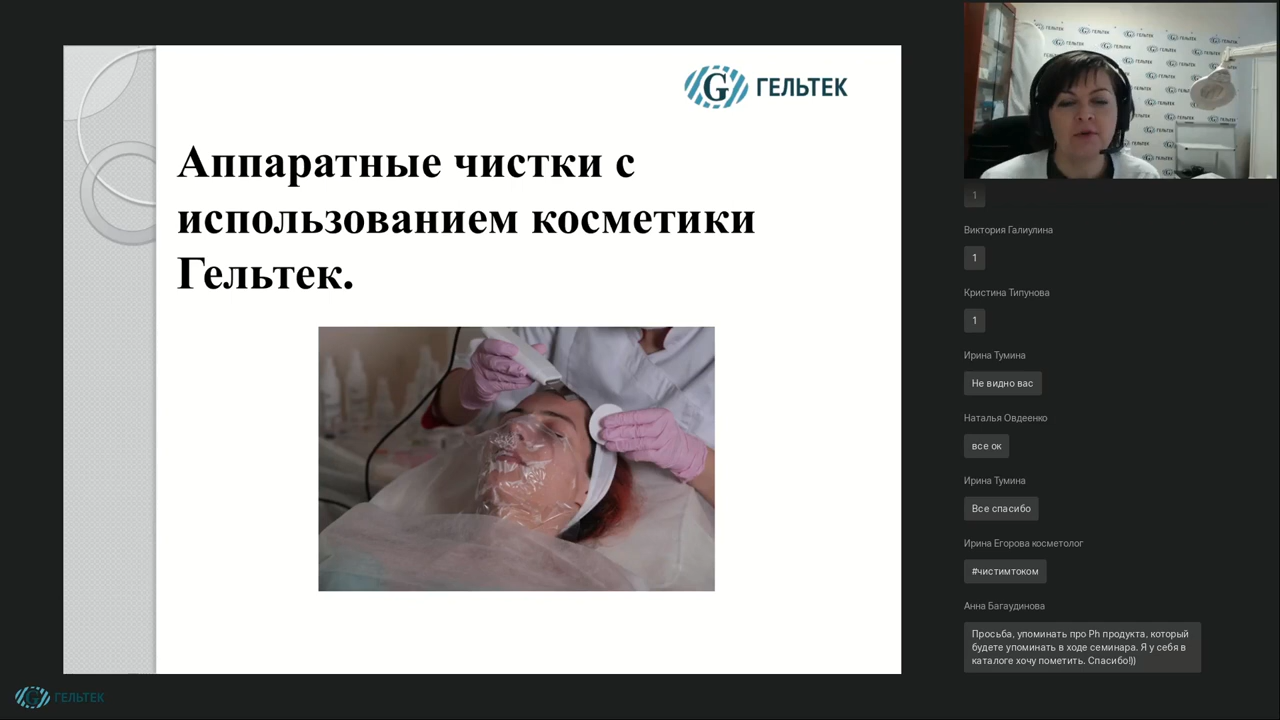 ГЕЛЬТЕК
Аппаратные чистки с
использованием косметики
Гельтек.
1
Виктория Галиулина
1
Кристина Типунова
1
Ирина Тумина
Не видно вас
Наталья Овдеенко
все ок
Ирина Тумина
Все спасибо
Ирина Егорова косметолог
#чистимтоком
Анна Багаудинова
Просьба, упоминать про Ph продукта, который
будете упоминать в ходе семинара. Я у себя в
каталоге хочу пометить. Спасибо!))
ГЕЛЬТЕК